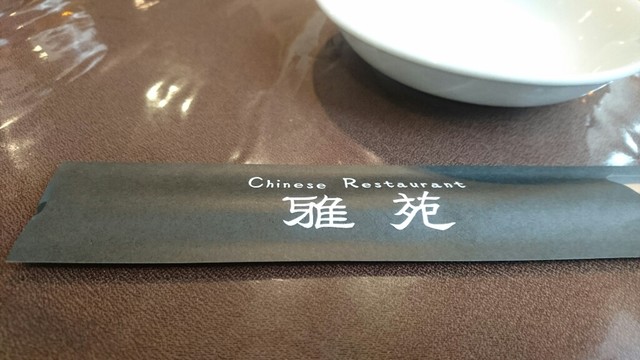 Chinese Restaurant
雅苑